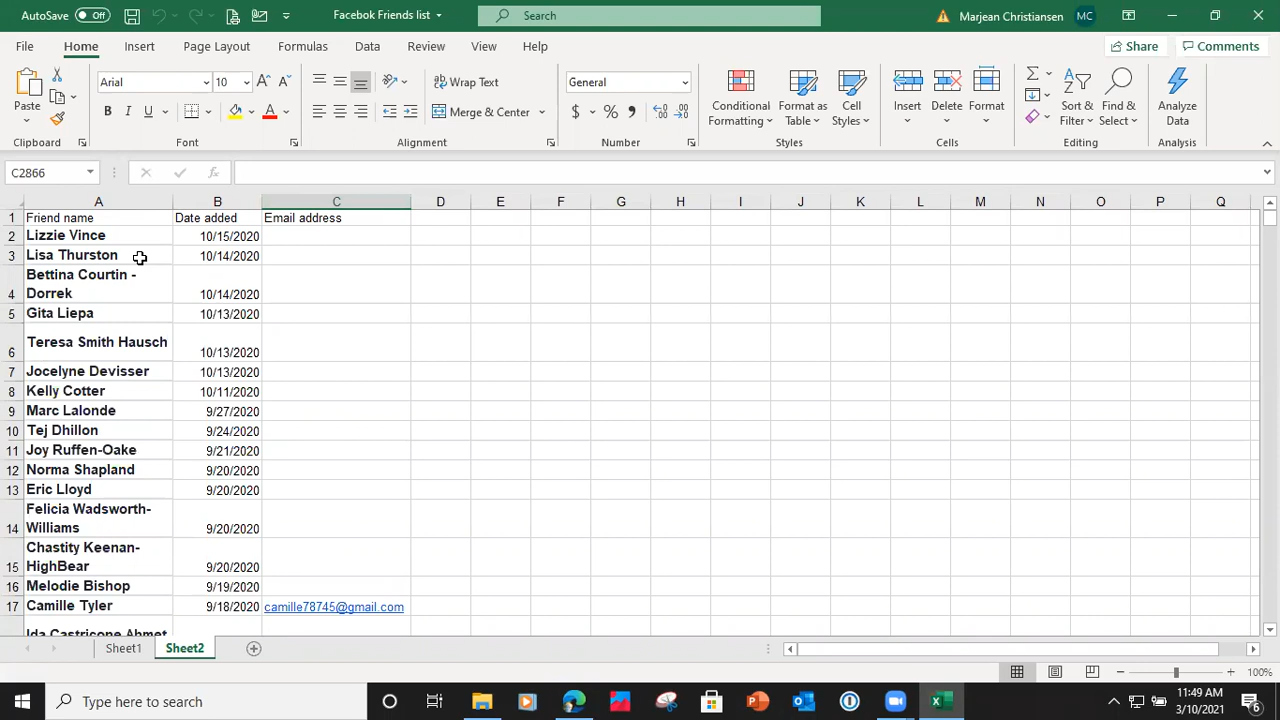 AutoSave Off Facebok Friends list Search Marjean Christiansen MC
File Home Insert Page Layout Formulas Data Review View Help Share Comments
Paste Arial 10 B I U A Wrap Text Merge & Center General $ % Conditional Formatting Format as Table Cell Styles Insert Delete Format Sort & Filter Find & Select Analyze Data
Clipboard Font Alignment Number Styles Cells Editing Analysis
C2866 fx
A B C D E F G H I J K L M N O P Q
1 Friend name Date added Email address
2 Lizzie Vince 10/15/2020
3 Lisa Thurston 10/14/2020
Bettina Courtin -
4 Dorrek 10/14/2020
5 Gita Liepa 10/13/2020
Teresa Smith Hausch
6 10/13/2020
7 Jocelyne Devisser 10/13/2020
8 Kelly Cotter 10/11/2020
9 Marc Lalonde 9/27/2020
10 Tej Dhillon 9/24/2020
11 Joy Ruffen-Oake 9/21/2020
12 Norma Shapland 9/20/2020
13 Eric Lloyd 9/20/2020
Felicia Wadsworth-
14 Williams 9/20/2020
Chastity Keenan-
15 HighBear 9/20/2020
16 Melodie Bishop 9/19/2020
17 Camille Tyler 9/18/2020 camille78745@gmail.com
Ida Castricone Ahmet
Sheet1 Sheet2
100%
Type here to search 11:49 AM
3/10/2021 6